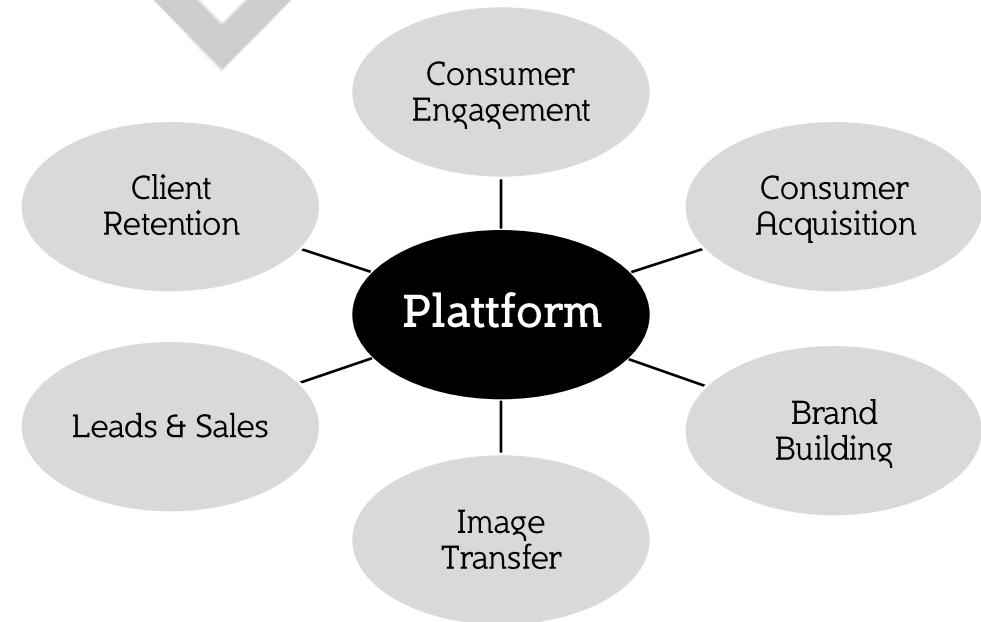 Consumer
Engagement
Client
Retention
Consumer
Acquisition
Plattform
Leads & Sales
Brand
Building
Image
Transfer